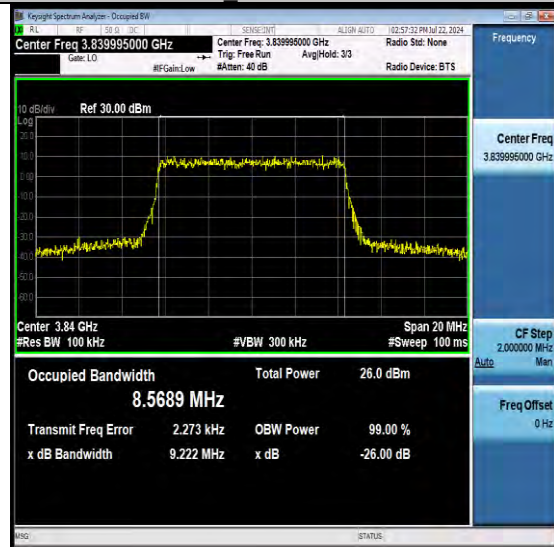 Keysight Spectrum Analyzer - Occupied BW
RL RF 50 Ω DC SENSE:INT ALIGN AUTO 02:57:32 PM Jul 22, 2024
Center Freq 3.839995000 GHz Center Freq: 3.839995000 GHz Radio Std: None
Gate: LO Trig: Free Run Avg|Hold: 3/3
#IFGain:Low #Atten: 40 dB Radio Device: BTS
10 dB/div Ref 30.00 dBm
Log
20.0
10.0
0.00
-10.0
-20.0
-30.0
-40.0
-50.0
-60.0
Center 3.84 GHz Span 20 MHz
#Res BW 100 kHz #VBW 300 kHz #Sweep 100 ms
Occupied Bandwidth Total Power 26.0 dBm
8.5689 MHz
Transmit Freq Error 2.273 kHz OBW Power 99.00 %
x dB Bandwidth 9.222 MHz x dB -26.00 dB
MSG STATUS
Frequency
Center Freq
3.839995000 GHz
CF Step
2.000000 MHz
Auto Man
Freq Offset
0 Hz